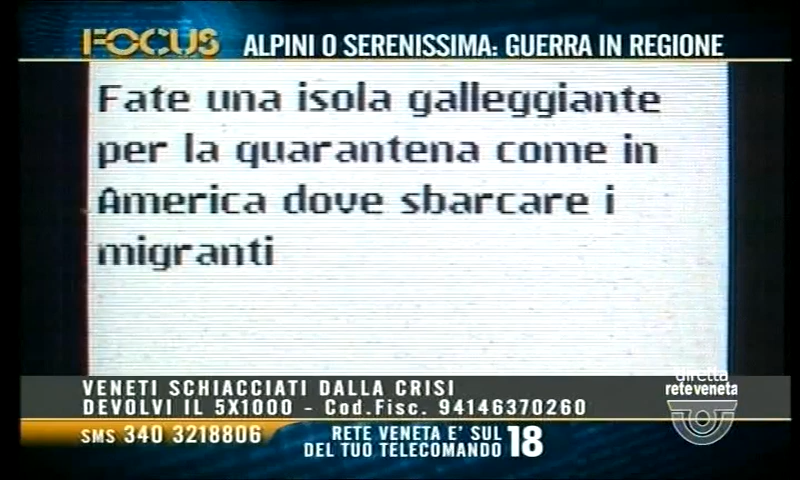 FOCUS
ALPINI O SERENISSIMA: GUERRA IN REGIONE
Fate una isola galleggiante
per la quarantena come in
America dove sbarcare i
migranti
VENETI SCHIACCIATI DALLA CRISI
DEVOLVI IL 5X1000 - Cod.Fisc. 94146370260
diretta
reteveneta
SMS 340 3218806
RETE VENETA E' SUL
DEL TUO TELECOMANDO 18